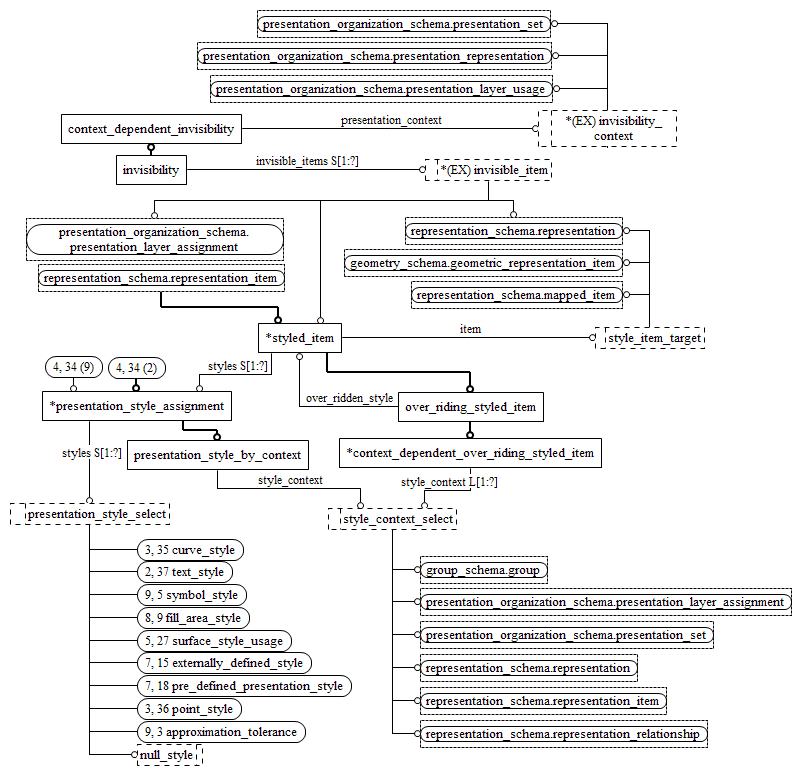 presentation_organization_schema.presentation_set
presentation_organization_schema.presentation_representation
presentation_organization_schema.presentation_layer_usage
context_dependent_invisibility
presentation_context
*(EX) invisibility_
context
invisibility
invisible_items S[1:?]
*(EX) invisible_item
presentation_organization_schema.
presentation_layer_assignment
representation_schema.representation
geometry_schema.geometric_representation_item
representation_schema.representation_item
representation_schema.mapped_item
*styled_item
item
style_item_target
4, 34 (9)
4, 34 (2)
styles S[1:?]
over_ridden_style
*presentation_style_assignment
over_riding_styled_item
styles S[1:?]
presentation_style_by_context
*context_dependent_over_riding_styled_item
style_context
style_context L[1:?]
presentation_style_select
style_context_select
3, 35 curve_style
2, 37 text_style
9, 5 symbol_style
8, 9 fill_area_style
5, 27 surface_style_usage
7, 15 externally_defined_style
7, 18 pre_defined_presentation_style
3, 36 point_style
9, 3 approximation_tolerance
null_style
group_schema.group
presentation_organization_schema.presentation_layer_assignment
presentation_organization_schema.presentation_set
representation_schema.representation
representation_schema.representation_item
representation_schema.representation_relationship